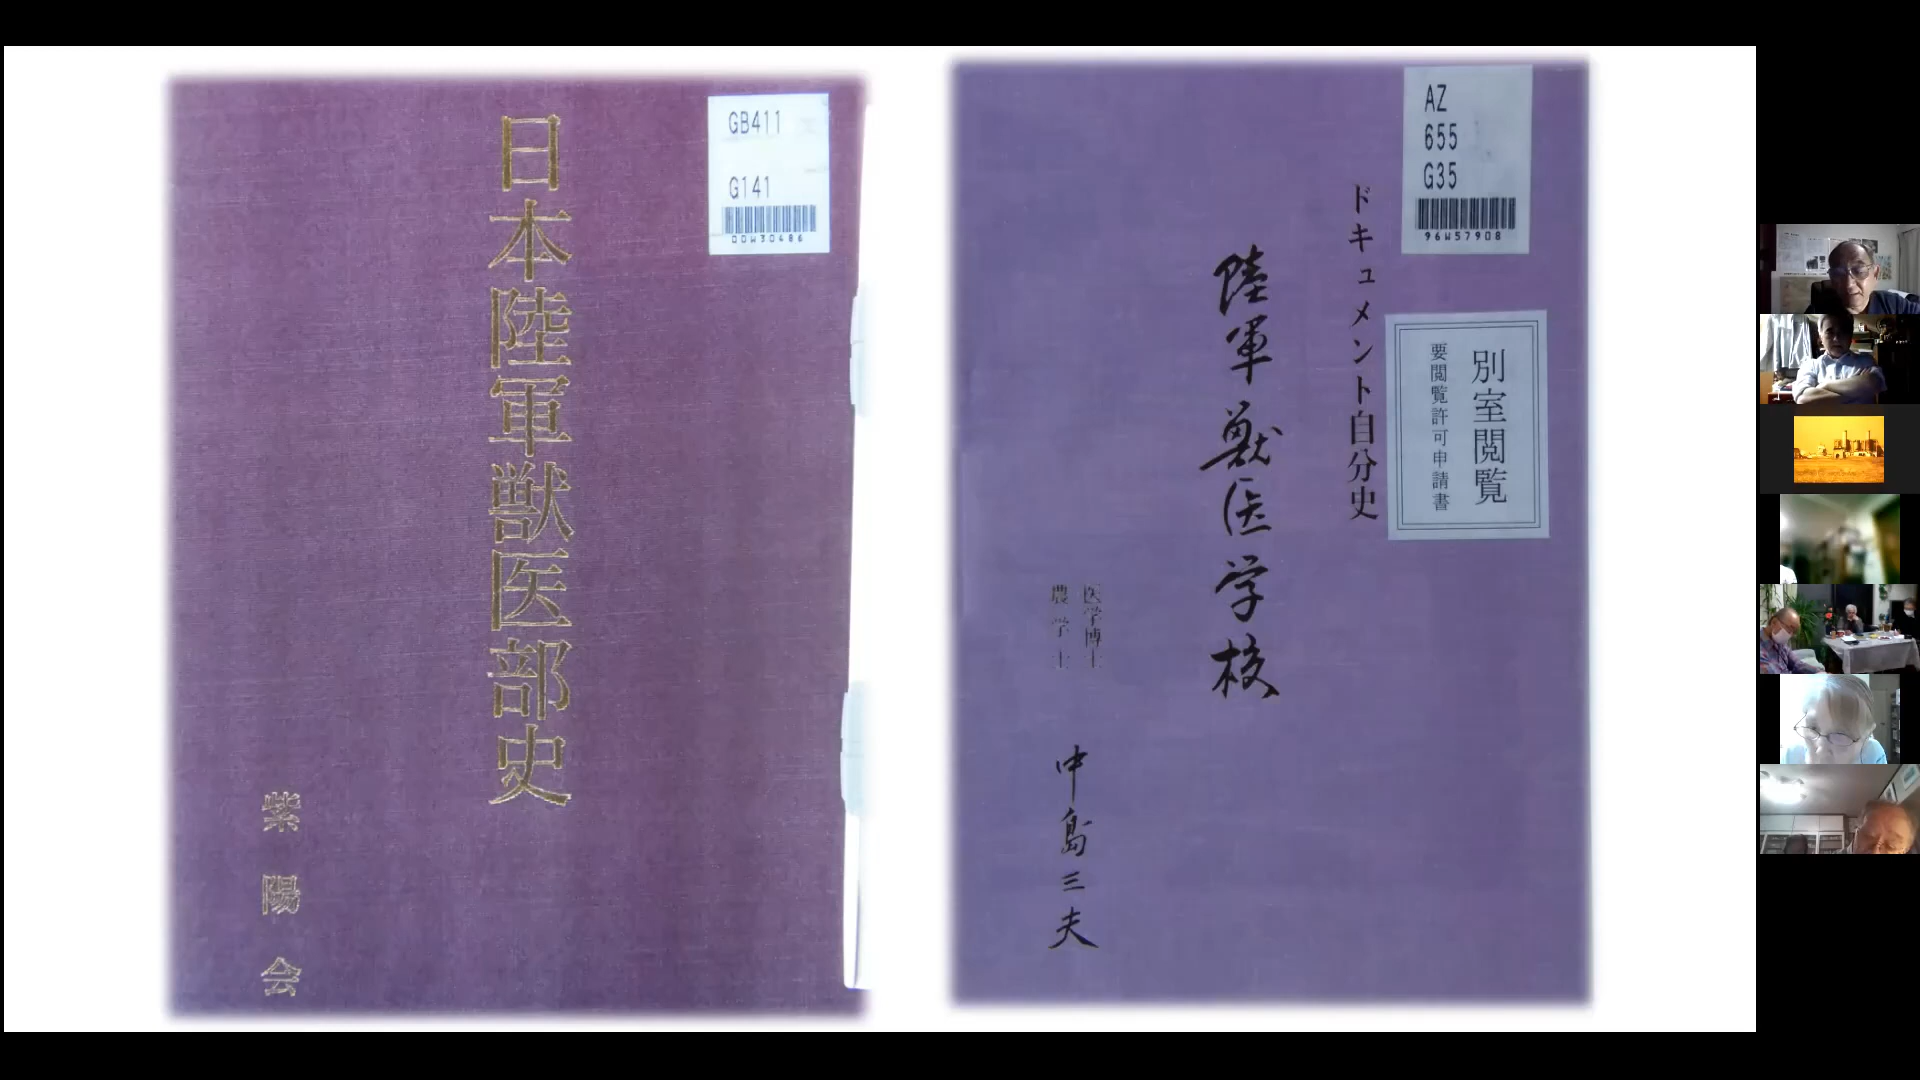 日本陸軍獣医部史
紫陽会
GB411
G141
00W30486
AZ
655
G35
96W57908
別室閲覧
要閲覧許可申請書
ドキュメント自分史
陸軍獣医学校
医学博士
農学士
中島三夫